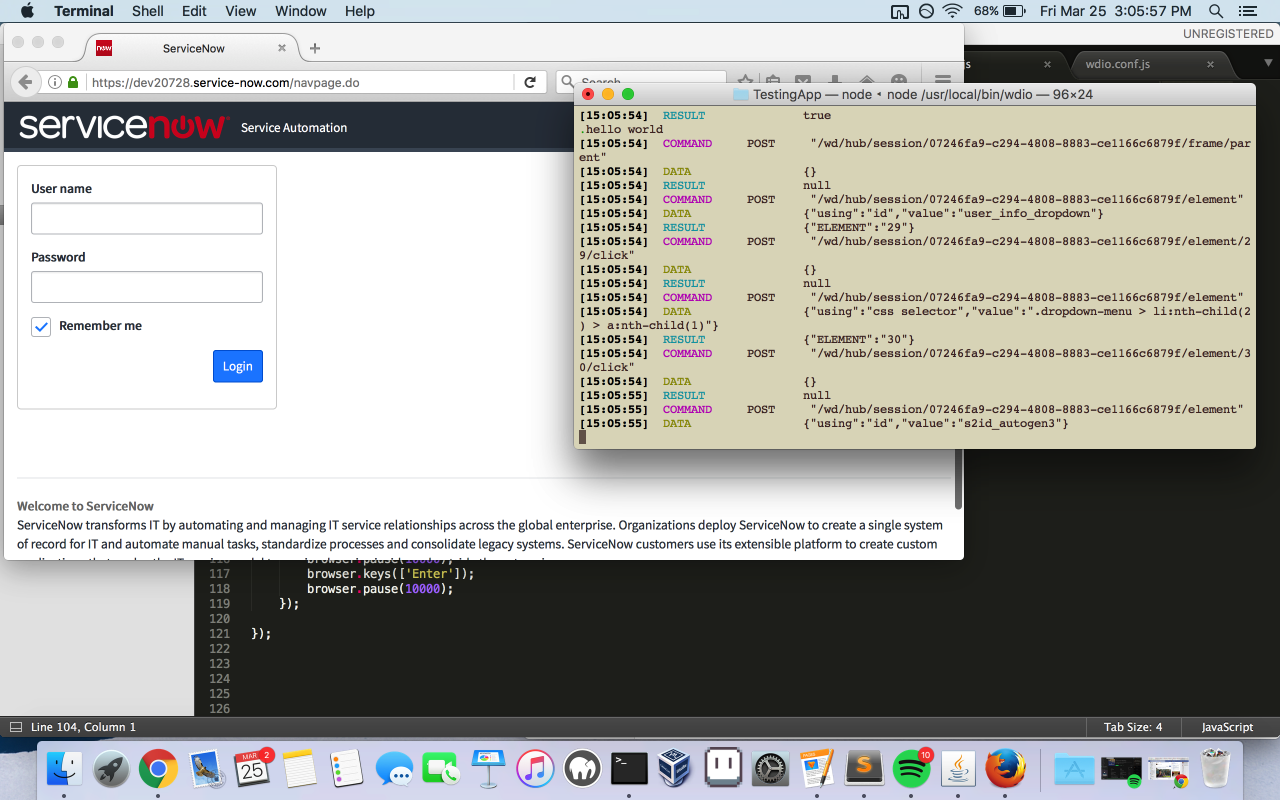 Terminal Shell Edit View Window Help 68% Fri Mar 25 3:05:57 PM
UNREGISTERED
now ServiceNow
js wdio.conf.js
https://dev20728.service-now.com/navpage.do Search
servicenow Service Automation
User name
Password
Remember me
Login
Welcome to ServiceNow
ServiceNow transforms IT by automating and managing IT service relationships across the global enterprise. Organizations deploy ServiceNow to create a single system
of record for IT and automate manual tasks, standardize processes and consolidate legacy systems. ServiceNow customers use its extensible platform to create custom
TestingApp — node ◂ node /usr/local/bin/wdio — 96×24
[15:05:54] RESULT true
.hello world
[15:05:54] COMMAND POST "/wd/hub/session/07246fa9-c294-4808-8883-ce1166c6879f/frame/par
ent"
[15:05:54] DATA {}
[15:05:54] RESULT null
[15:05:54] COMMAND POST "/wd/hub/session/07246fa9-c294-4808-8883-ce1166c6879f/element"
[15:05:54] DATA {"using":"id","value":"user_info_dropdown"}
[15:05:54] RESULT {"ELEMENT":"29"}
[15:05:54] COMMAND POST "/wd/hub/session/07246fa9-c294-4808-8883-ce1166c6879f/element/2
9/click"
[15:05:54] DATA {}
[15:05:54] RESULT null
[15:05:54] COMMAND POST "/wd/hub/session/07246fa9-c294-4808-8883-ce1166c6879f/element"
[15:05:54] DATA {"using":"css selector","value":".dropdown-menu > li:nth-child(2
) > a:nth-child(1)"}
[15:05:54] RESULT {"ELEMENT":"30"}
[15:05:54] COMMAND POST "/wd/hub/session/07246fa9-c294-4808-8883-ce1166c6879f/element/3
0/click"
[15:05:54] DATA {}
[15:05:55] RESULT null
[15:05:55] COMMAND POST "/wd/hub/session/07246fa9-c294-4808-8883-ce1166c6879f/element"
[15:05:55] DATA {"using":"id","value":"s2id_autogen3"}
116 browser.pause(10000);
117 browser.keys(['Enter']);
118 browser.pause(10000);
119 });
120
121 });
122
123
124
125
126
Line 104, Column 1 Tab Size: 4 JavaScript
MAR 25 2
10